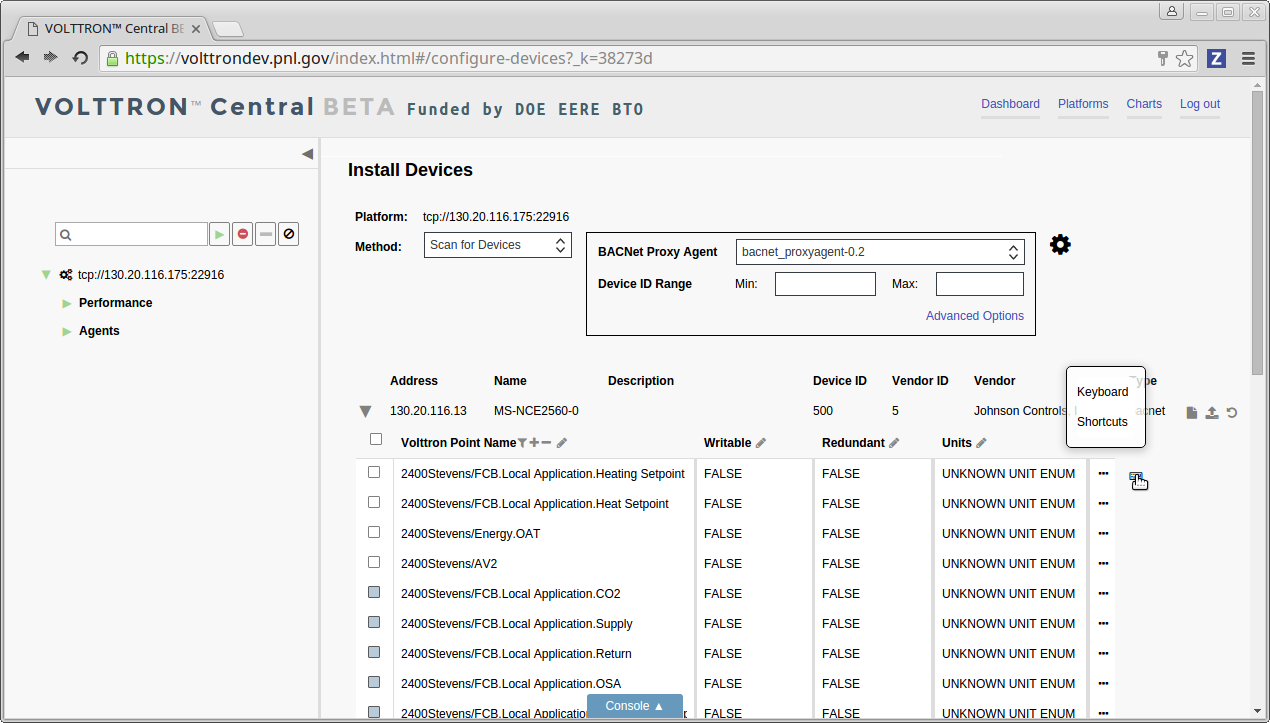 VOLTTRON™ Central BE
https://volttrondev.pnl.gov/index.html#/configure-devices?_k=38273d
Z
VOLTTRON™ Central BETA Funded by DOE EERE BTO
Dashboard Platforms Charts Log out
Install Devices
Platform: tcp://130.20.116.175:22916
Method: Scan for Devices
BACNet Proxy Agent bacnet_proxyagent-0.2
Device ID Range Min: Max:
Advanced Options
tcp://130.20.116.175:22916
Performance
Agents
Address Name Description Device ID Vendor ID Vendor Type
130.20.116.13 MS-NCE2560-0 500 5 Johnson Controls, I acnet
Keyboard
Shortcuts
Volttron Point Name Writable Redundant Units
2400Stevens/FCB.Local Application.Heating Setpoint FALSE FALSE UNKNOWN UNIT ENUM
2400Stevens/FCB.Local Application.Heat Setpoint FALSE FALSE UNKNOWN UNIT ENUM
2400Stevens/Energy.OAT FALSE FALSE UNKNOWN UNIT ENUM
2400Stevens/AV2 FALSE FALSE UNKNOWN UNIT ENUM
2400Stevens/FCB.Local Application.CO2 FALSE FALSE UNKNOWN UNIT ENUM
2400Stevens/FCB.Local Application.Supply FALSE FALSE UNKNOWN UNIT ENUM
2400Stevens/FCB.Local Application.Return FALSE FALSE UNKNOWN UNIT ENUM
2400Stevens/FCB.Local Application.OSA FALSE FALSE UNKNOWN UNIT ENUM
2400Stevens/FCB.Local Application FALSE FALSE UNKNOWN UNIT ENUM
Console ▲